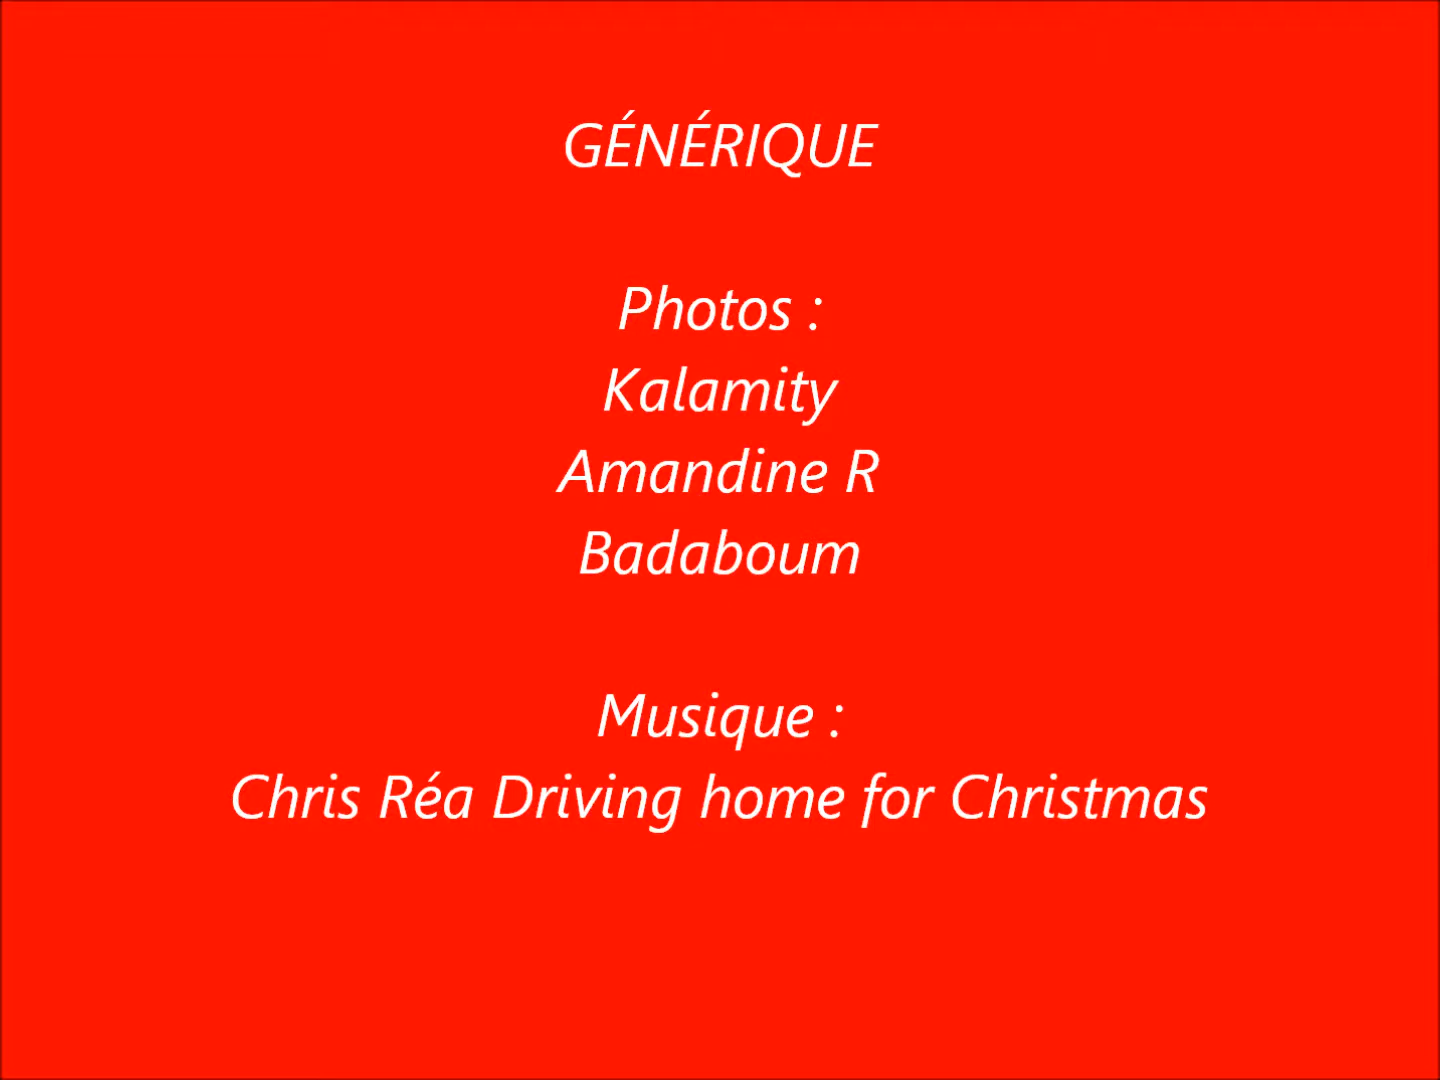 GÉNÉRIQUE
Photos :
Kalamity
Amandine R
Badaboum
Musique :
Chris Réa Driving home for Christmas